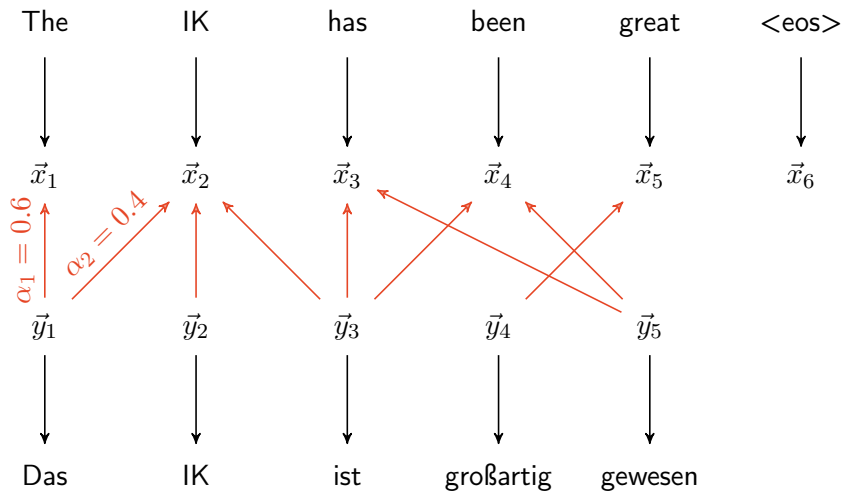 The IK has been great <eos>
x⃗₁ x⃗₂ x⃗₃ x⃗₄ x⃗₅ x⃗₆
α₁ = 0.6 α₂ = 0.4
y⃗₁ y⃗₂ y⃗₃ y⃗₄ y⃗₅
Das IK ist großartig gewesen